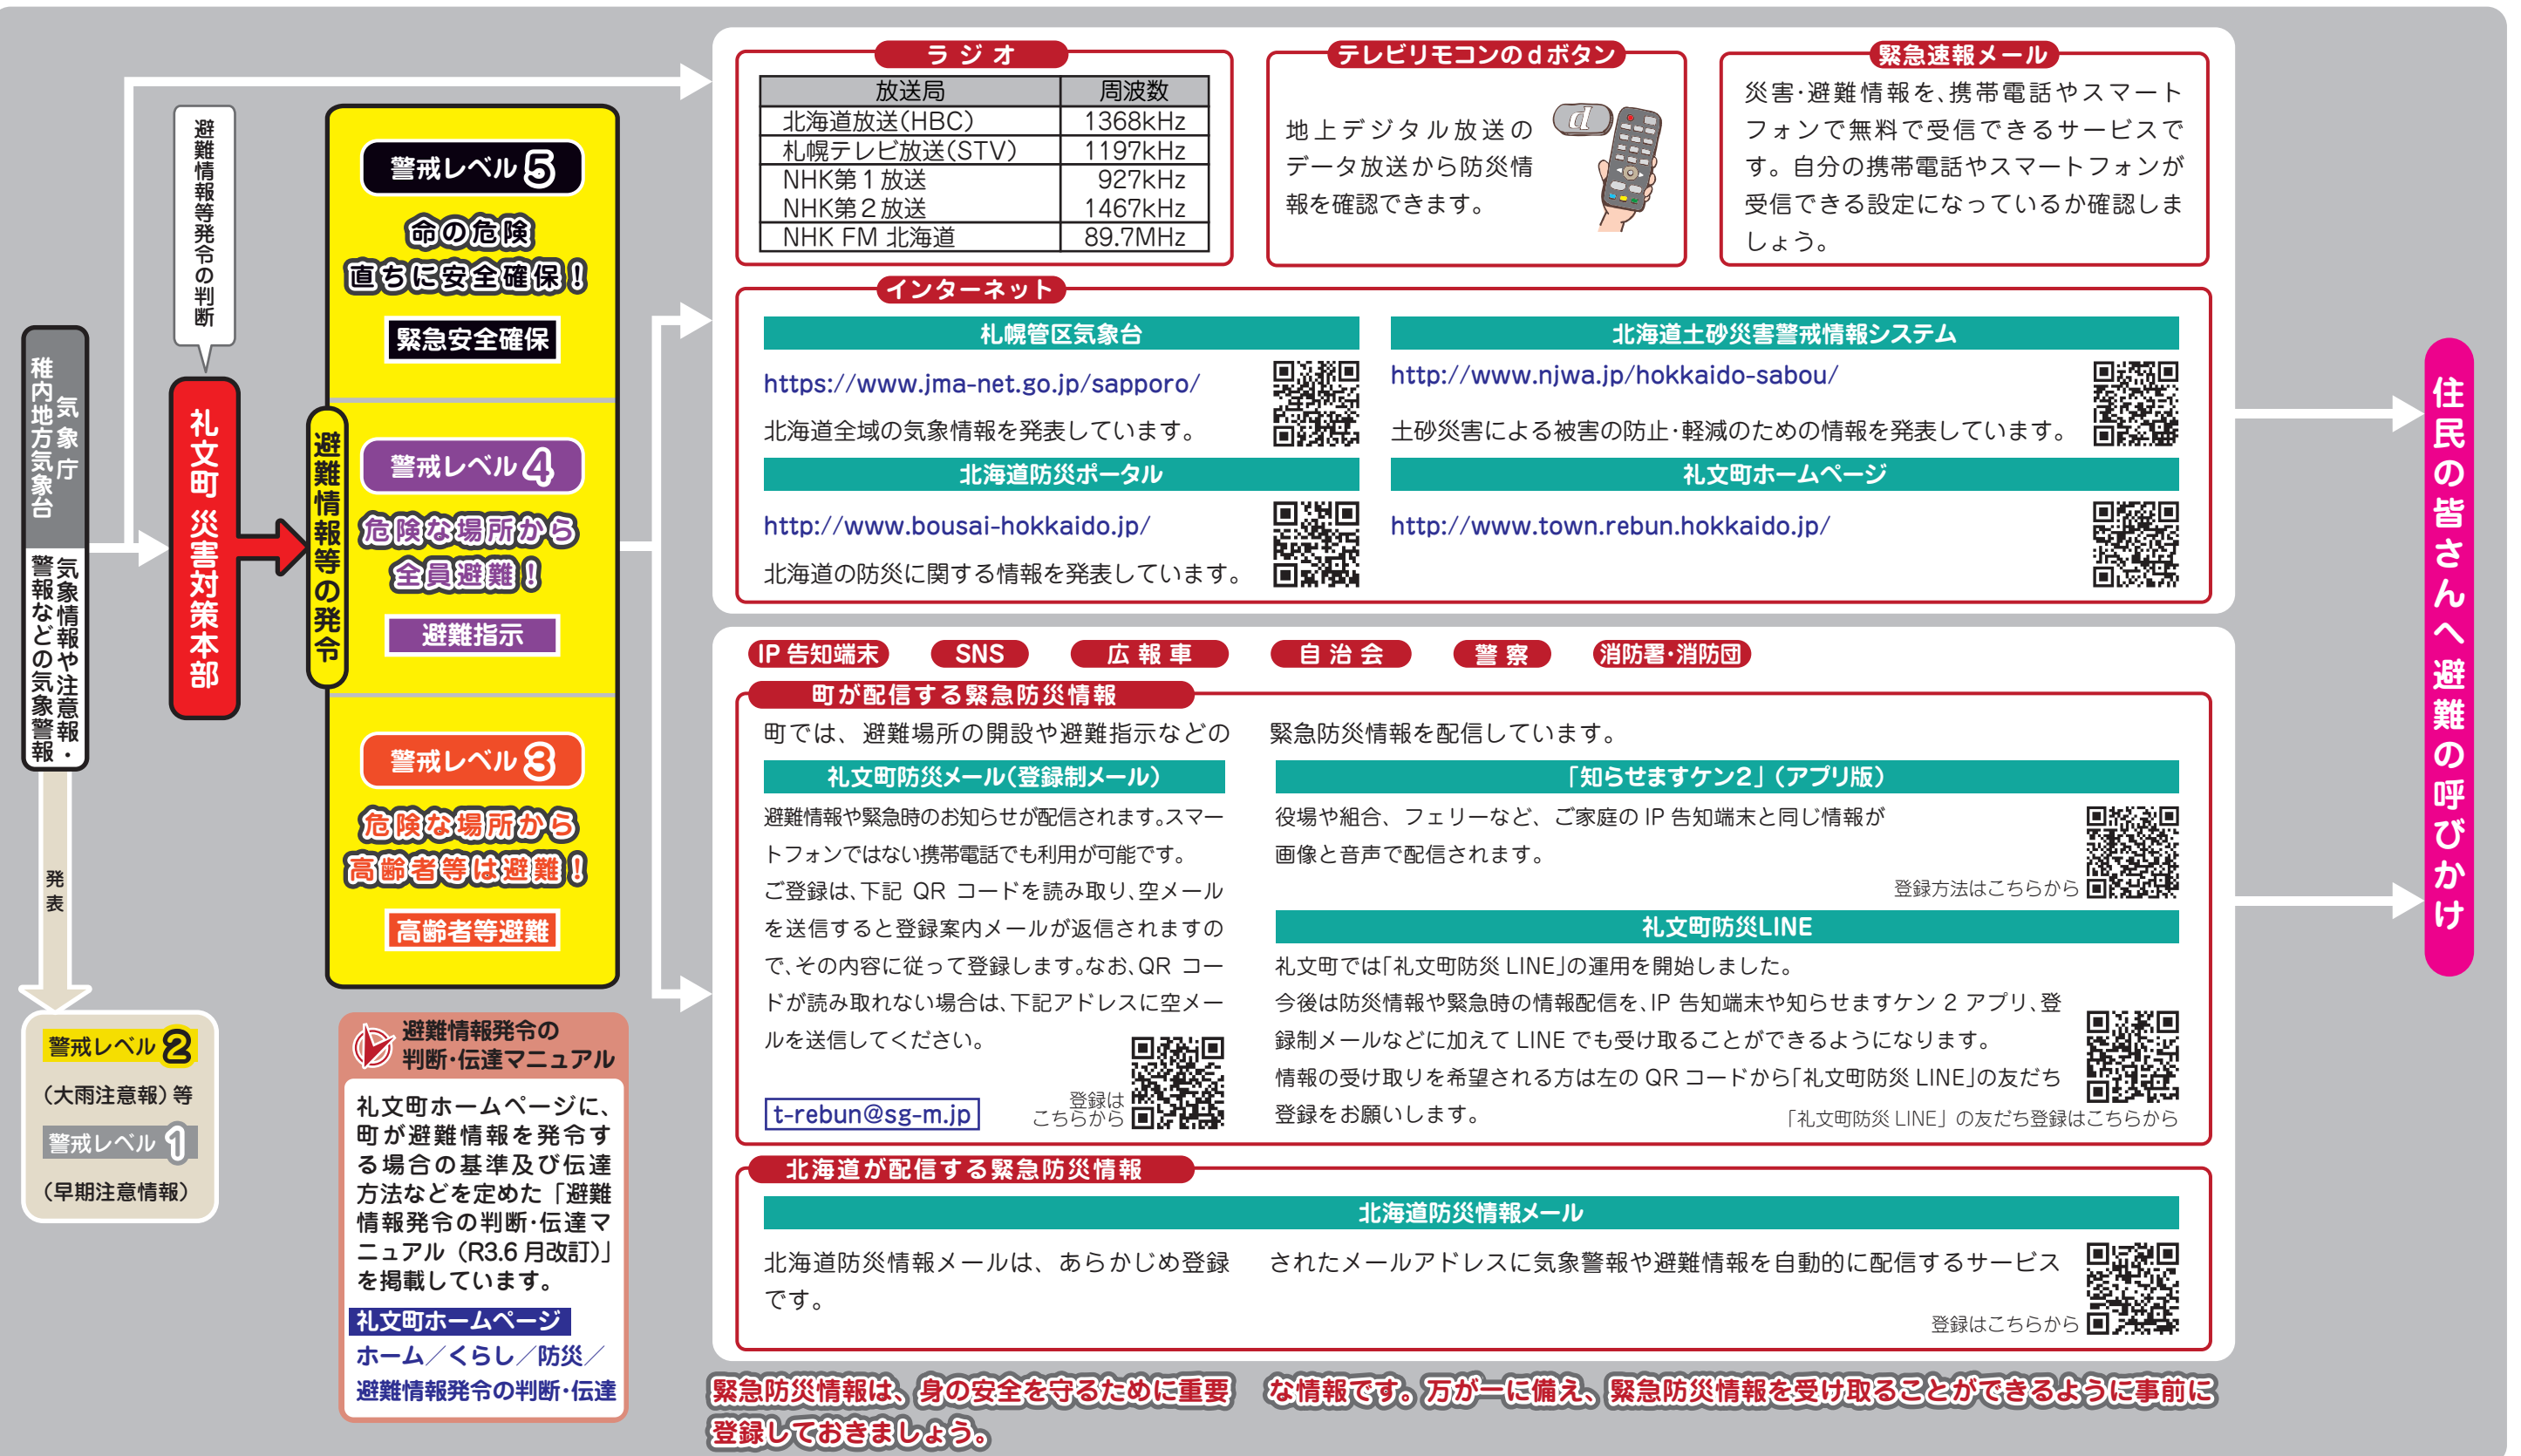 気象庁
稚内地方気象台
気象情報や注意報・
警報などの気象警報
発表
警戒レベル2
（大雨注意報）等
警戒レベル1
（早期注意情報）
避難情報等発令の判断
礼文町 災害対策本部
避難情報等の発令
警戒レベル5
命の危険
直ちに安全確保！
緊急安全確保
警戒レベル4
危険な場所から
全員避難！
避難指示
警戒レベル3
危険な場所から
高齢者等は避難！
高齢者等避難
避難情報発令の
判断・伝達マニュアル
礼文町ホームページに、
町が避難情報を発令す
る場合の基準及び伝達
方法などを定めた「避難
情報発令の判断・伝達マ
ニュアル（R3.6月改訂）」
を掲載しています。
礼文町ホームページ
ホーム／くらし／防災／
避難情報発令の判断・伝達
ラジオ
放送局 周波数
北海道放送(HBC) 1368kHz
札幌テレビ放送(STV) 1197kHz
NHK第1放送 927kHz
NHK第2放送 1467kHz
NHK FM 北海道 89.7MHz
テレビリモコンのdボタン
地上デジタル放送の
データ放送から防災情
報を確認できます。
d
緊急速報メール
災害・避難情報を、携帯電話やスマート
フォンで無料で受信できるサービスで
す。自分の携帯電話やスマートフォンが
受信できる設定になっているか確認しま
しょう。
インターネット
札幌管区気象台
https://www.jma-net.go.jp/sapporo/
北海道全域の気象情報を発表しています。
北海道土砂災害警戒情報システム
http://www.njwa.jp/hokkaido-sabou/
土砂災害による被害の防止・軽減のための情報を発表しています。
北海道防災ポータル
http://www.bousai-hokkaido.jp/
北海道の防災に関する情報を発表しています。
礼文町ホームページ
http://www.town.rebun.hokkaido.jp/
IP告知端末 SNS 広報車 自治会 警察 消防署・消防団
町が配信する緊急防災情報
町では、避難場所の開設や避難指示などの 緊急防災情報を配信しています。
礼文町防災メール（登録制メール）
避難情報や緊急時のお知らせが配信されます。スマー
トフォンではない携帯電話でも利用が可能です。
ご登録は、下記 QR コードを読み取り、空メール
を送信すると登録案内メールが返信されますの
で、その内容に従って登録します。なお、QR コー
ドが読み取れない場合は、下記アドレスに空メー
ルを送信してください。
t-rebun@sg-m.jp
登録は
こちらから
「知らせますケン2」（アプリ版）
役場や組合、フェリーなど、ご家庭の IP 告知端末と同じ情報が
画像と音声で配信されます。
登録方法はこちらから
礼文町防災LINE
礼文町では「礼文町防災 LINE」の運用を開始しました。
今後は防災情報や緊急時の情報配信を、IP 告知端末や知らせますケン 2 アプリ、登
録制メールなどに加えて LINE でも受け取ることができるようになります。
情報の受け取りを希望される方は左の QR コードから「礼文町防災 LINE」の友だち
登録をお願いします。
「礼文町防災 LINE」の友だち登録はこちらから
北海道が配信する緊急防災情報
北海道防災情報メール
北海道防災情報メールは、あらかじめ登録 されたメールアドレスに気象警報や避難情報を自動的に配信するサービス
です。
登録はこちらから
緊急防災情報は、身の安全を守るために重要 な情報です。万が一に備え、緊急防災情報を受け取ることができるように事前に
登録しておきましょう。
住民の皆さんへ避難の呼びかけ